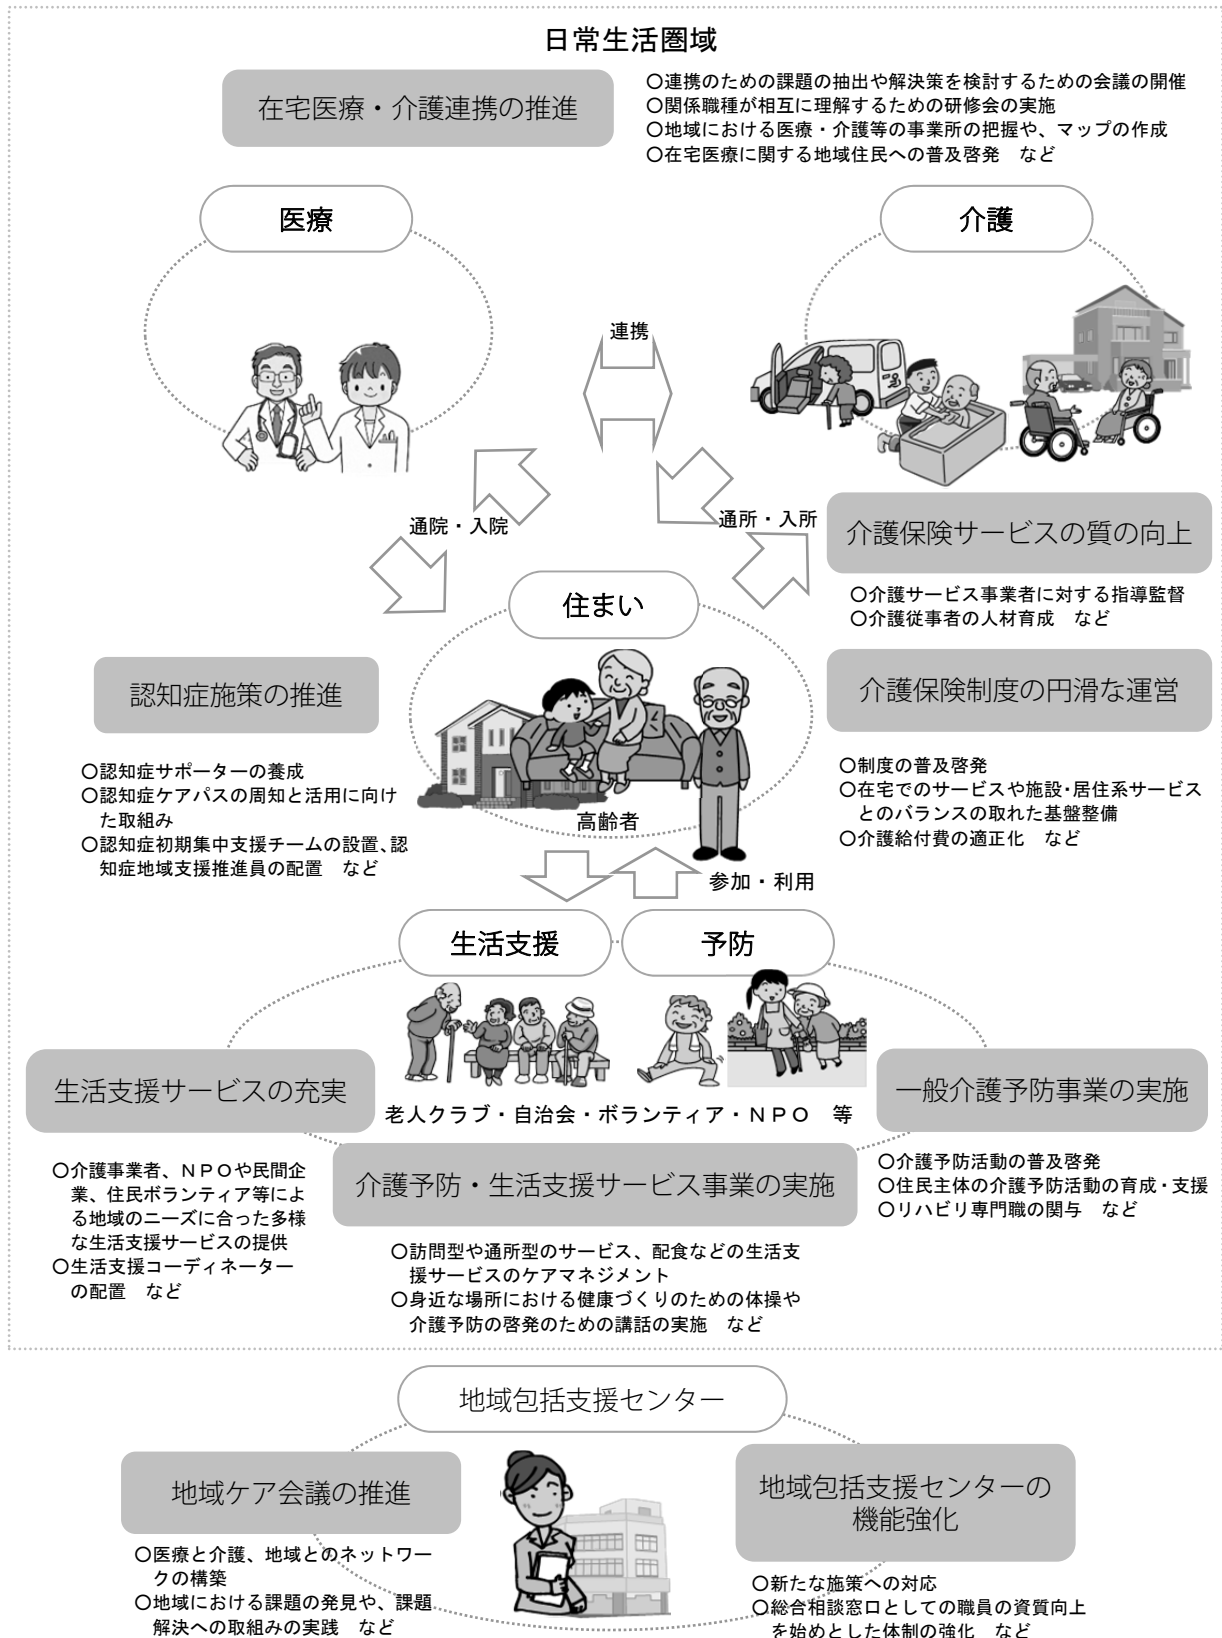 日常生活圏域
在宅医療・介護連携の推進
○連携のための課題の抽出や解決策を検討するための会議の開催
○関係職種が相互に理解するための研修会の実施
○地域における医療・介護等の事業所の把握や、マップの作成
○在宅医療に関する地域住民への普及啓発　など
医療
介護
連携
通院・入院
通所・入所
介護保険サービスの質の向上
○介護サービス事業者に対する指導監督
○介護従事者の人材育成　など
住まい
認知症施策の推進
○認知症サポーターの養成
○認知症ケアパスの周知と活用に向け
た取組み
○認知症初期集中支援チームの設置、認
知症地域支援推進員の配置　など
高齢者
介護保険制度の円滑な運営
○制度の普及啓発
○在宅でのサービスや施設・居住系サービス
とのバランスの取れた基盤整備
○介護給付費の適正化　など
参加・利用
生活支援
予防
生活支援サービスの充実
老人クラブ・自治会・ボランティア・ＮＰＯ　等
一般介護予防事業の実施
○介護事業者、ＮＰＯや民間企
業、住民ボランティア等によ
る地域のニーズに合った多様
な生活支援サービスの提供
○生活支援コーディネーター
の配置　など
介護予防・生活支援サービス事業の実施
○訪問型や通所型のサービス、配食などの生活支
援サービスのケアマネジメント
○身近な場所における健康づくりのための体操や
介護予防の啓発のための講話の実施　など
○介護予防活動の普及啓発
○住民主体の介護予防活動の育成・支援
○リハビリ専門職の関与　など
地域包括支援センター
地域ケア会議の推進
○医療と介護、地域とのネットワー
クの構築
○地域における課題の発見や、課題
解決への取組みの実践　など
地域包括支援センターの
機能強化
○新たな施策への対応
○総合相談窓口としての職員の資質向上
を始めとした体制の強化　など